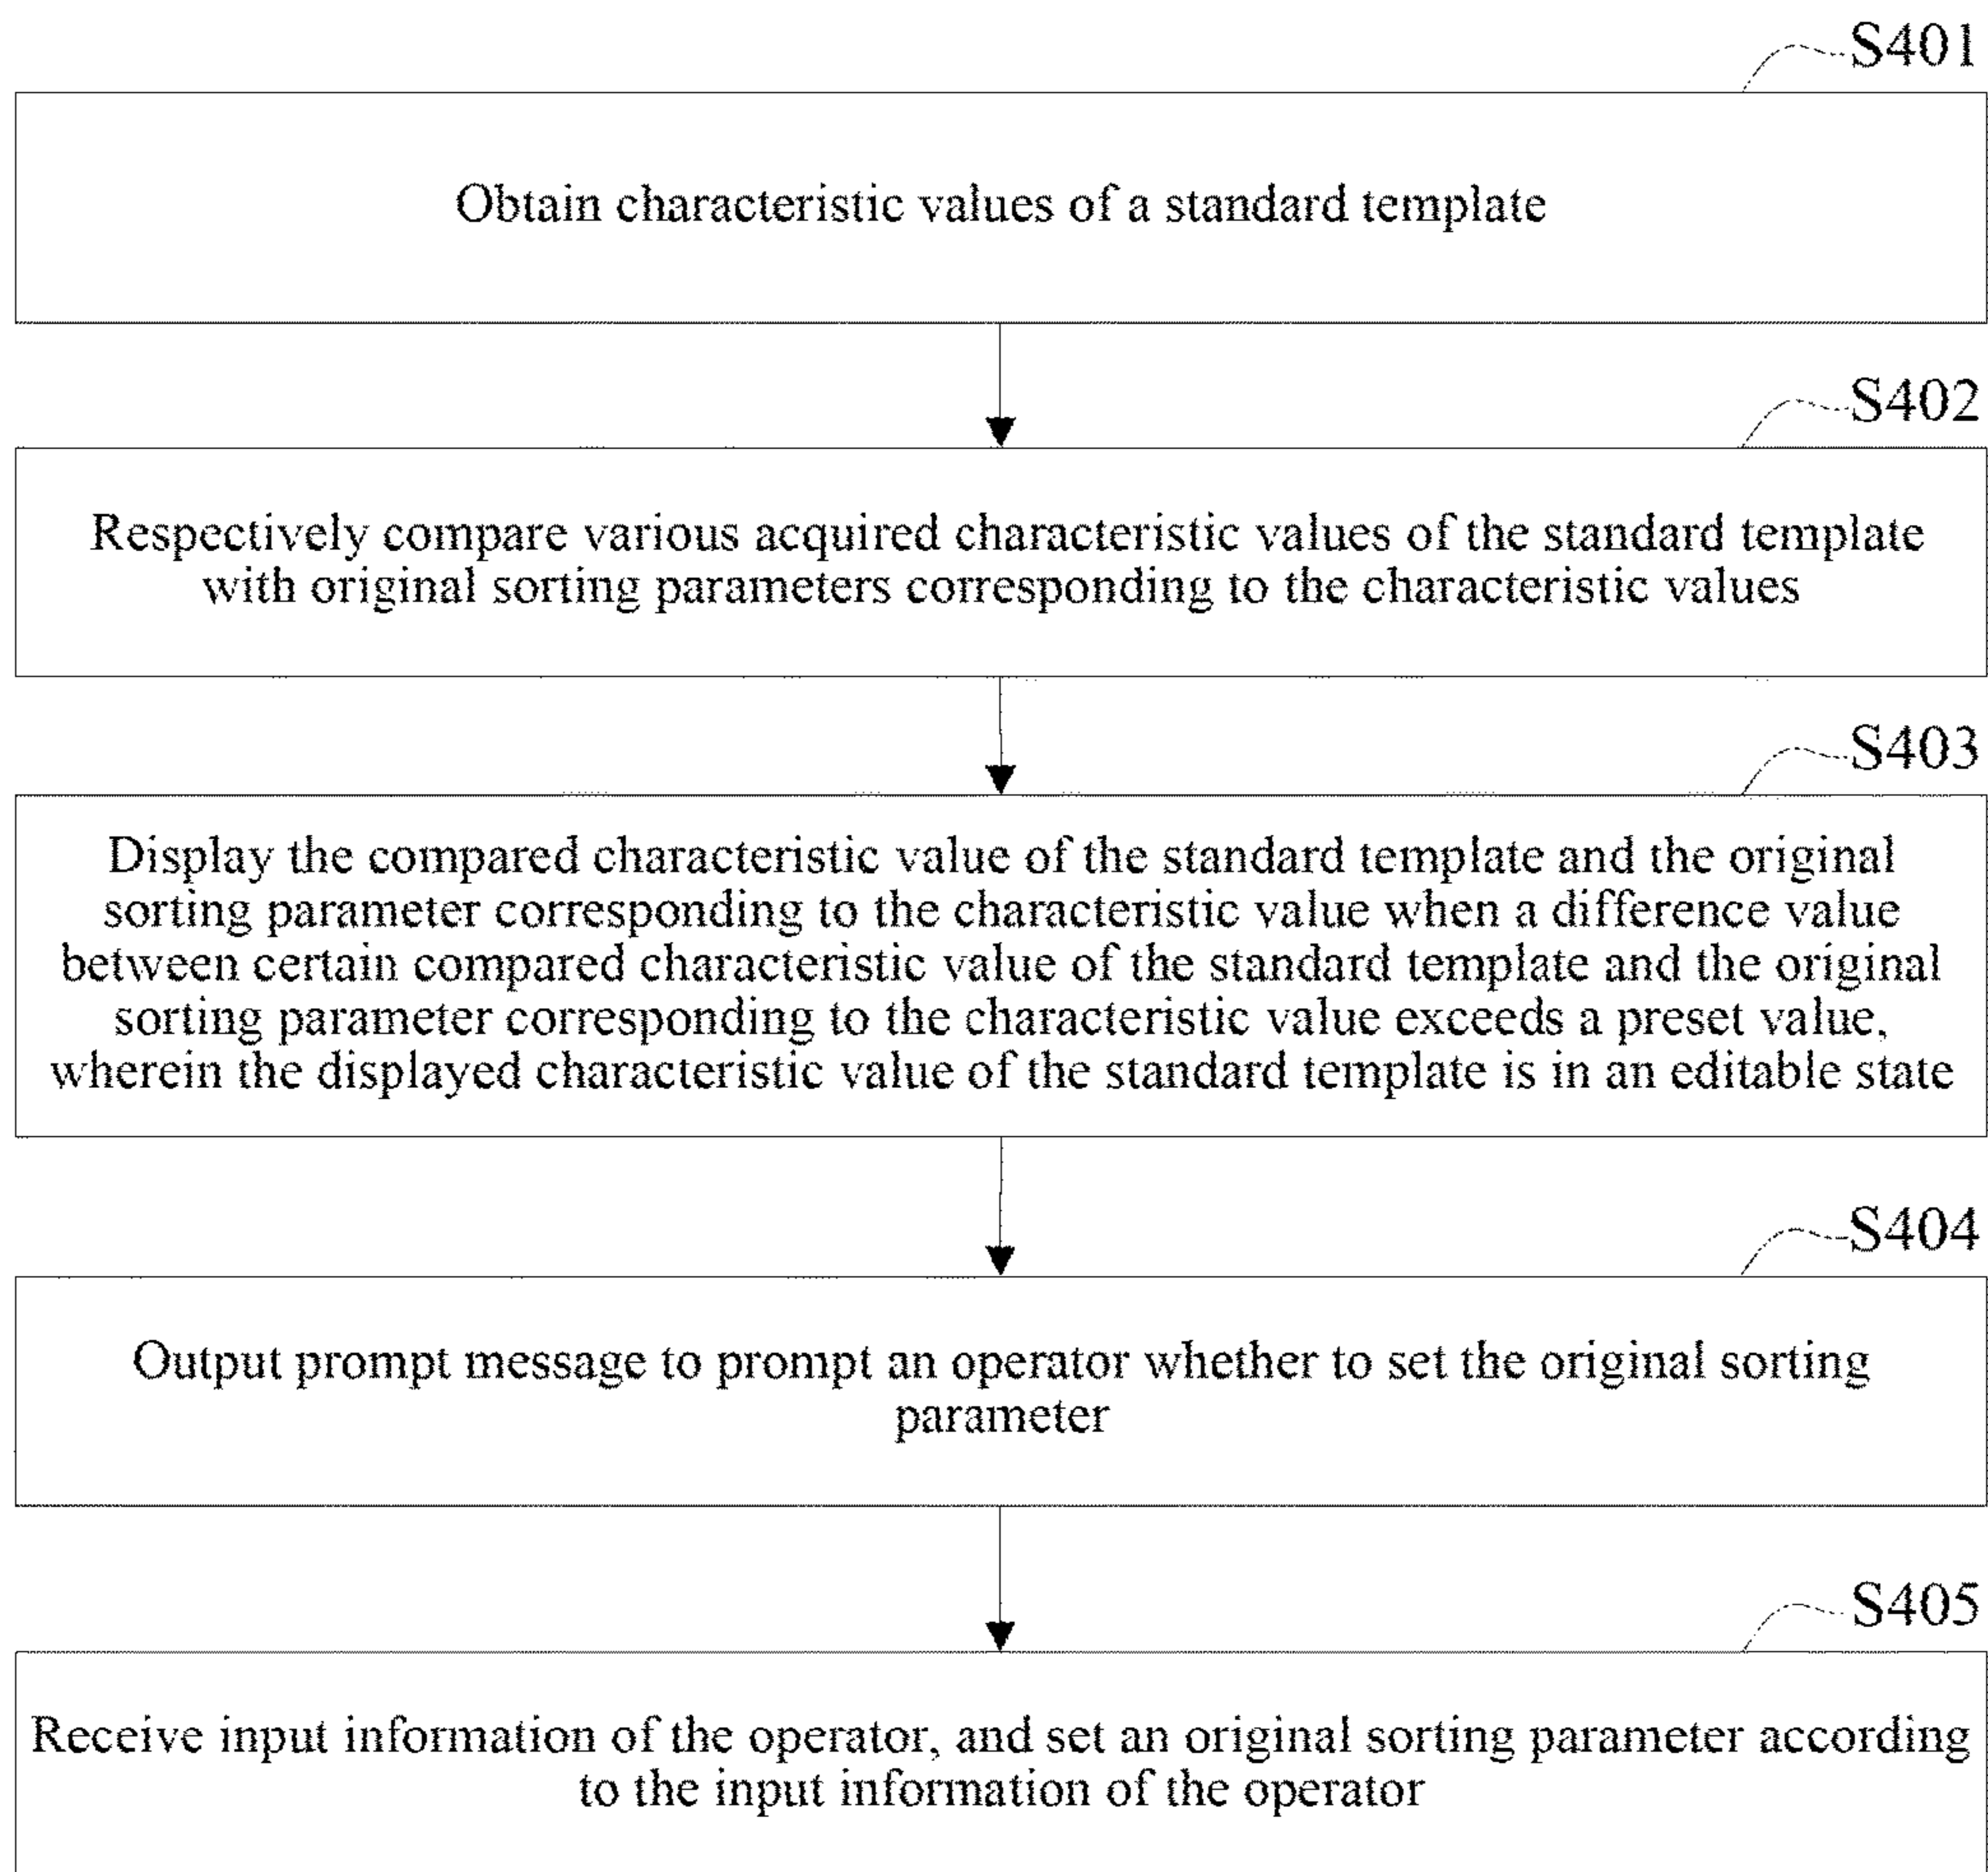 S401
Obtain characteristic values of a standard template
S402
Respectively compare various acquired characteristic values of the standard template
with original sorting parameters corresponding to the characteristic values
S403
Display the compared characteristic value of the standard template and the original
sorting parameter corresponding to the characteristic value when a difference value
between certain compared characteristic value of the standard template and the original
sorting parameter corresponding to the characteristic value exceeds a preset value,
wherein the displayed characteristic value of the standard template is in an editable state
S404
Output prompt message to prompt an operator whether to set the original sorting
parameter
S405
Receive input information of the operator, and set an original sorting parameter according
to the input information of the operator